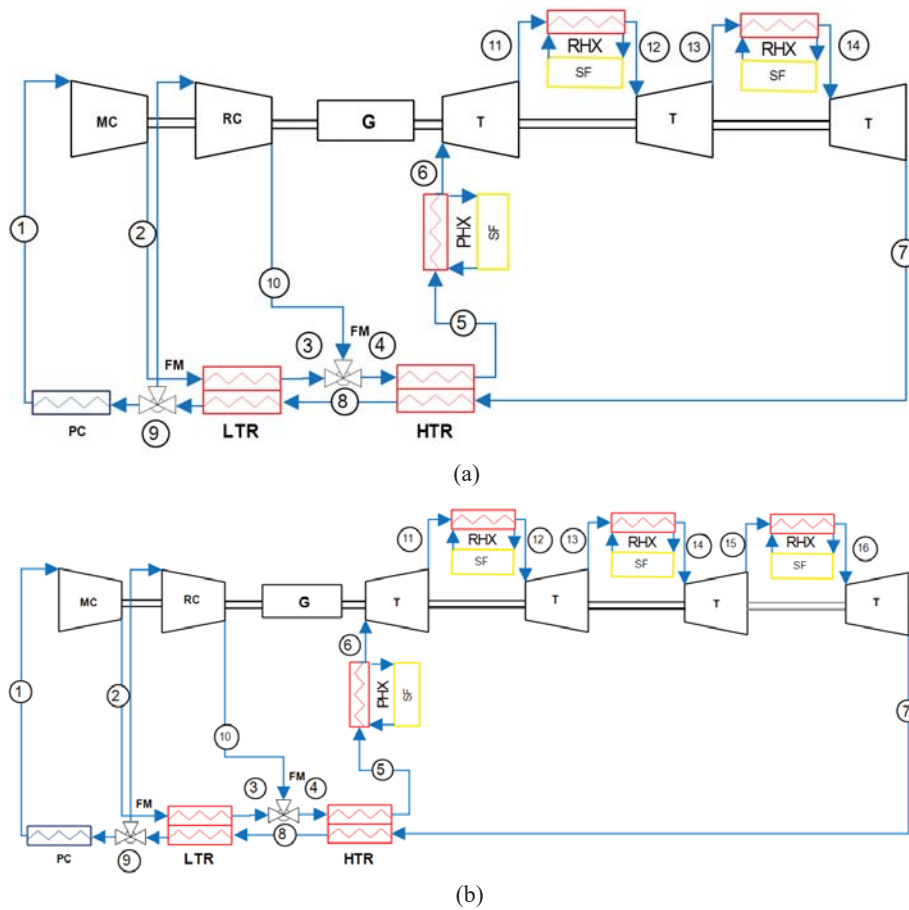 11 RHX 12 13 RHX 14
SF SF
MC RC G T T T
6
1 2 PHX SF 7
10
5
FM 3 FM 4
8
PC 9 LTR HTR
(a)
11 RHX 12 13 RHX 14 15 RHX 16
SF SF SF
MC RC G T T T T
6
1 2 PHX SF 7
10
5
FM 3 FM 4
8
PC 9 LTR HTR
(b)